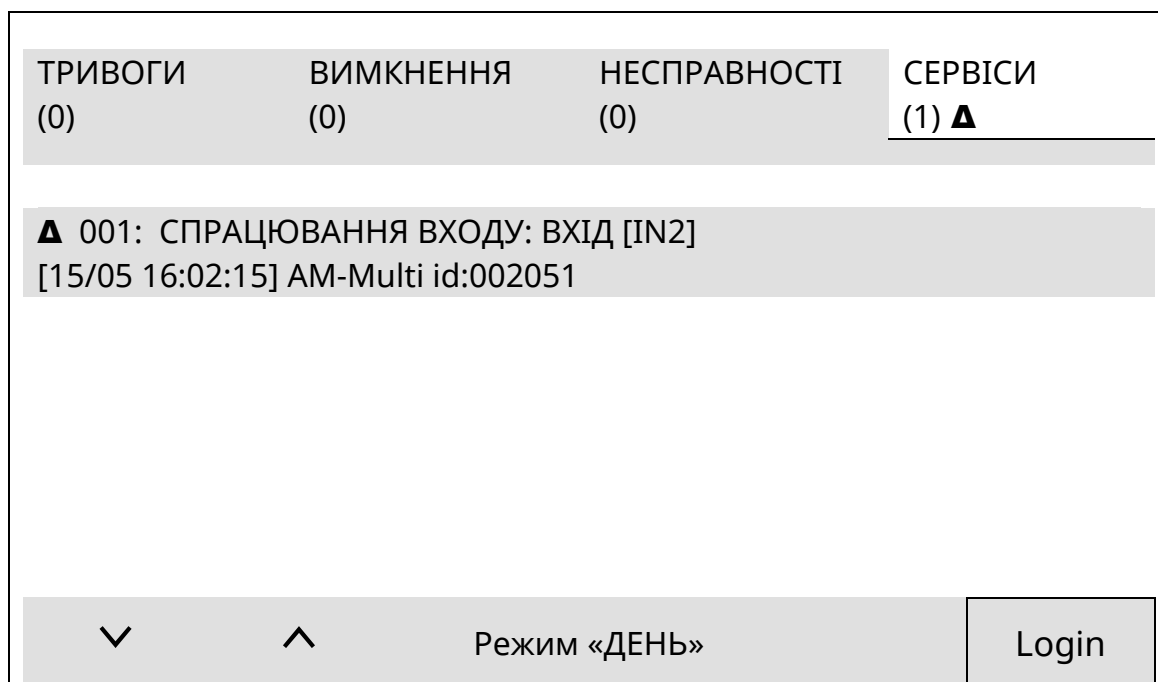 ТРИВОГИ ВИМКНЕННЯ НЕСПРАВНОСТІ СЕРВІСИ
(0) (0) (0) (1) Δ
Δ 001: СПРАЦЮВАННЯ ВХОДУ: ВХІД [IN2]
[15/05 16:02:15] AM-Multi id:002051
Режим «ДЕНЬ» Login